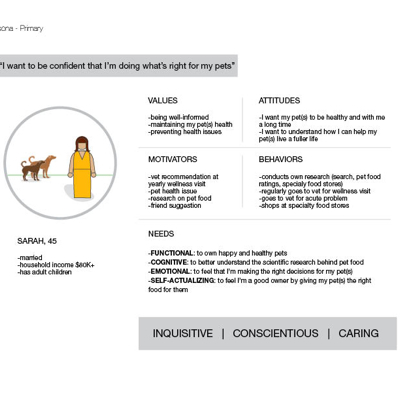 sona - Primary
"I want to be confident that I'm doing what's right for my pets"
VALUES
-being well-informed
-maintaining my pet(s) health
-preventing health issues
ATTITUDES
-I want my pet(s) to be healthy and with me
a long time
-I want to understand how I can help my
pet(s) live a fuller life
MOTIVATORS
-vet recommendation at
yearly wellness visit
-pet health issue
-research on pet food
-friend suggestion
BEHAVIORS
-conducts own research (search, pet food
ratings, specialy food stores)
-regularly goes to vet for wellness visit
-goes to vet for acute problem
-shops at specialty food stores
SARAH, 45
-married
-household income $80K+
-has adult children
NEEDS
-FUNCTIONAL: to own happy and healthy pets
-COGNITIVE: to better understand the scientific research behind pet food
-EMOTIONAL: to feel that I'm making the right decisions for my pet(s)
-SELF-ACTUALIZING: to feel I'm a good owner by giving my pet(s) the right
food for them
INQUISITIVE | CONSCIENTIOUS | CARING